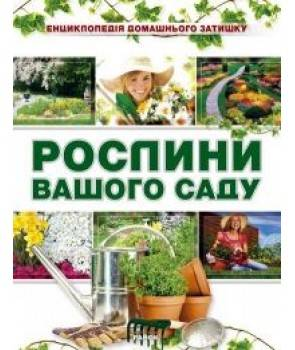 ЕНЦИКЛОПЕДІЯ ДОМАШНЬОГО ЗАТИШКУ
РОСЛИНИ
ВАШОГО САДУ